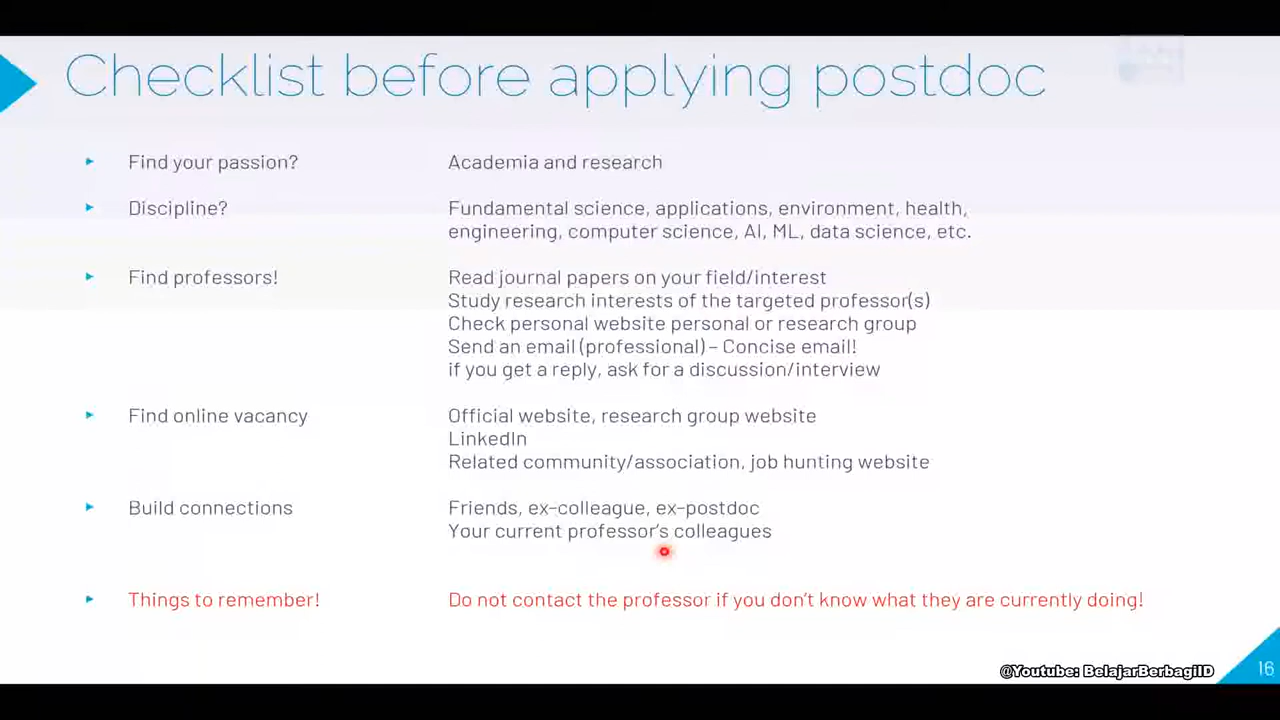 Checklist before applying postdoc
Find your passion? Academia and research
Discipline? Fundamental science, applications, environment, health,
engineering, computer science, AI, ML, data science, etc.
Find professors! Read journal papers on your field/interest
Study research interests of the targeted professor(s)
Check personal website personal or research group
Send an email (professional) – Concise email!
if you get a reply, ask for a discussion/interview
Find online vacancy Official website, research group website
LinkedIn
Related community/association, job hunting website
Build connections Friends, ex-colleague, ex-postdoc
Your current professor's colleagues
Things to remember! Do not contact the professor if you don't know what they are currently doing!
@Youtube: BelajarBerbagiID
16